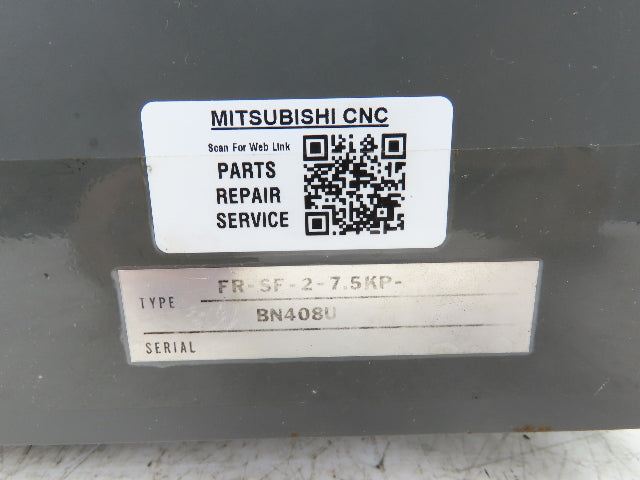 MITSUBISHI CNC
Scan For Web Link
PARTS
REPAIR
SERVICE
FR-SF-2-7.5KP-
TYPE
BN408U
SERIAL